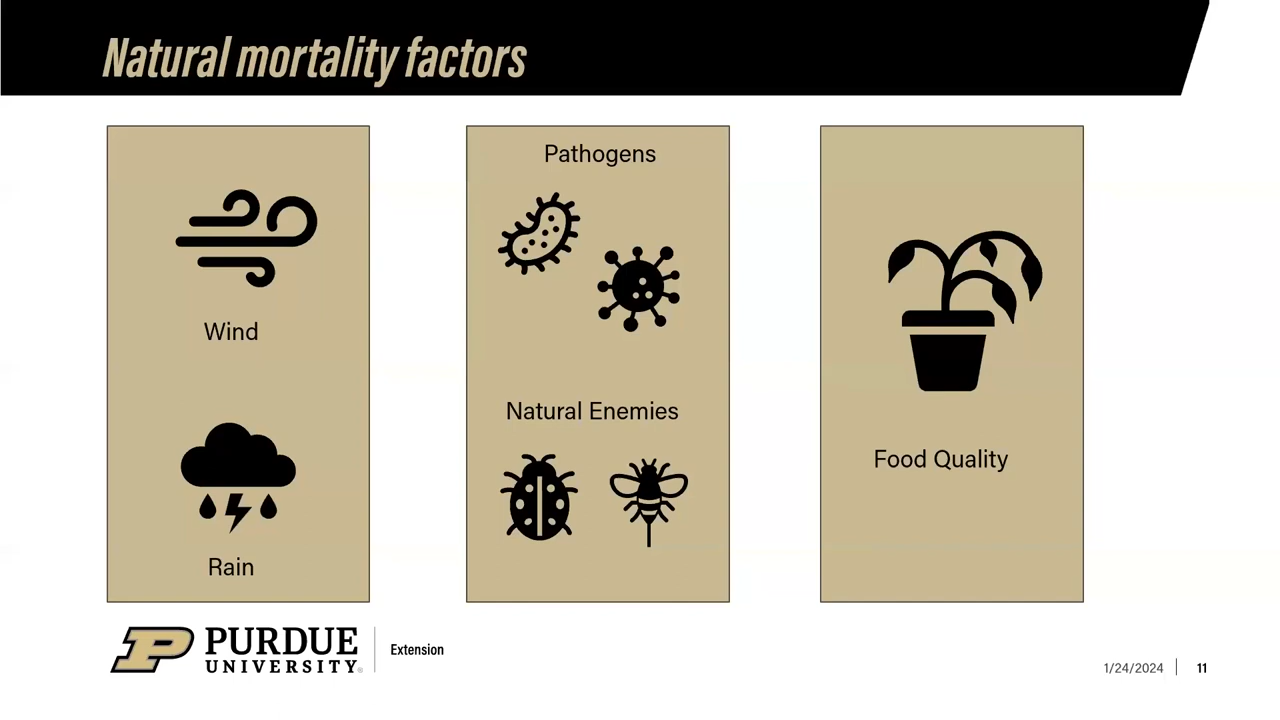 Natural mortality factors
Wind
Rain
Pathogens
Natural Enemies
Food Quality
P PURDUE UNIVERSITY®
Extension
1/24/2024
11